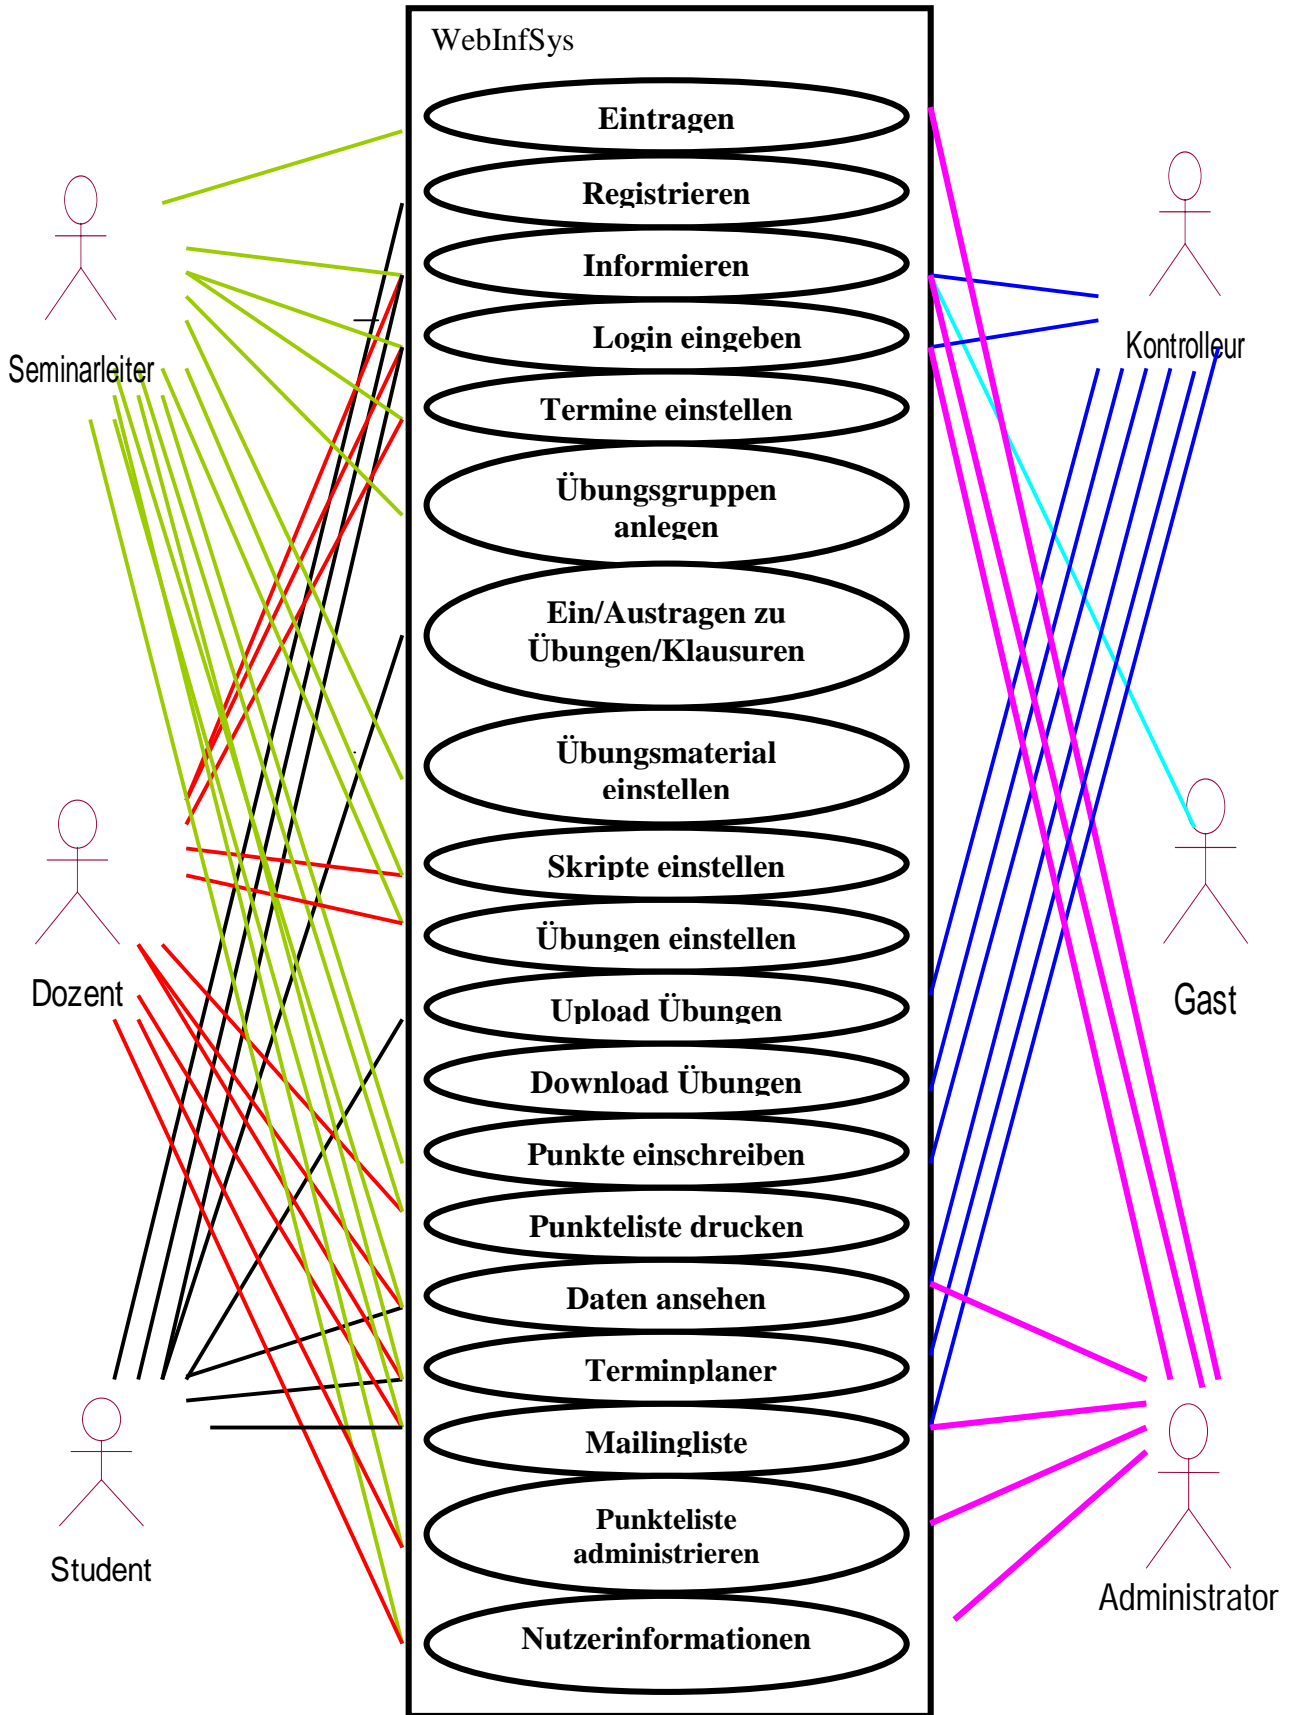 WebInfSys
Eintragen
Registrieren
Informieren
Login eingeben
Termine einstellen
Übungsgruppen
anlegen
Ein/Austragen zu
Übungen/Klausuren
Übungsmaterial
einstellen
Skripte einstellen
Übungen einstellen
Upload Übungen
Download Übungen
Punkte einschreiben
Punkteliste drucken
Daten ansehen
Terminplaner
Mailingliste
Punkteliste
administrieren
Nutzerinformationen
Seminarleiter
Dozent
Student
Kontrolleur
Gast
Administrator